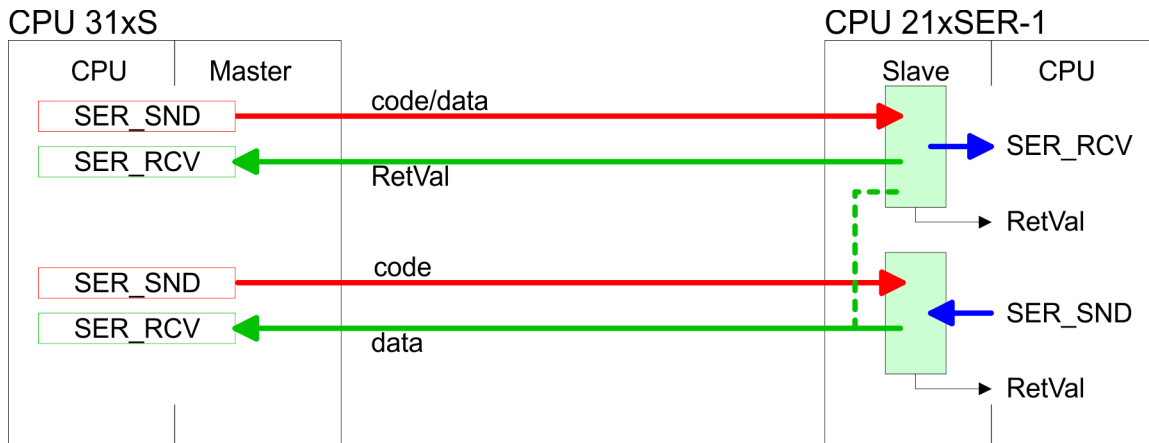 CPU 31xS
CPU 21xSER-1
CPU Master
Slave CPU
SER_SND
code/data
SER_RCV
SER_RCV
RetVal
RetVal
SER_SND
code
SER_SND
SER_RCV
data
RetVal